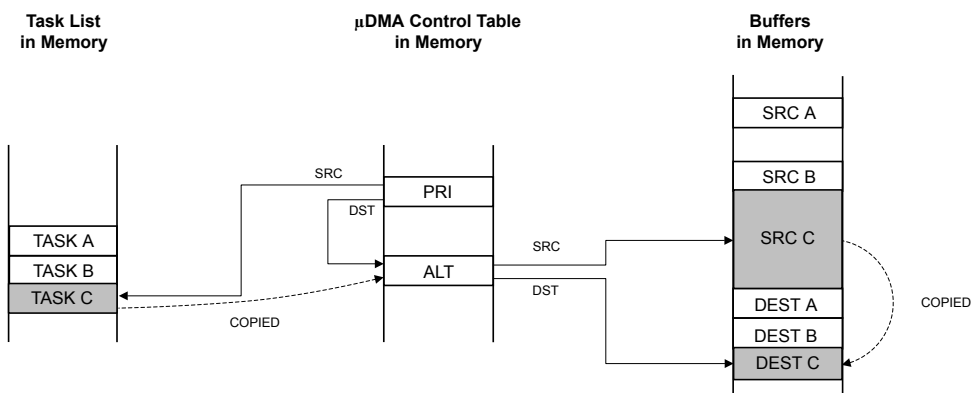 Task List
in Memory
µDMA Control Table
in Memory
Buffers
in Memory
SRC A
SRC B
SRC
PRI
DST
SRC C
TASK A
SRC
TASK B
ALT
TASK C
DST
DEST A
COPIED
COPIED
DEST B
DEST C